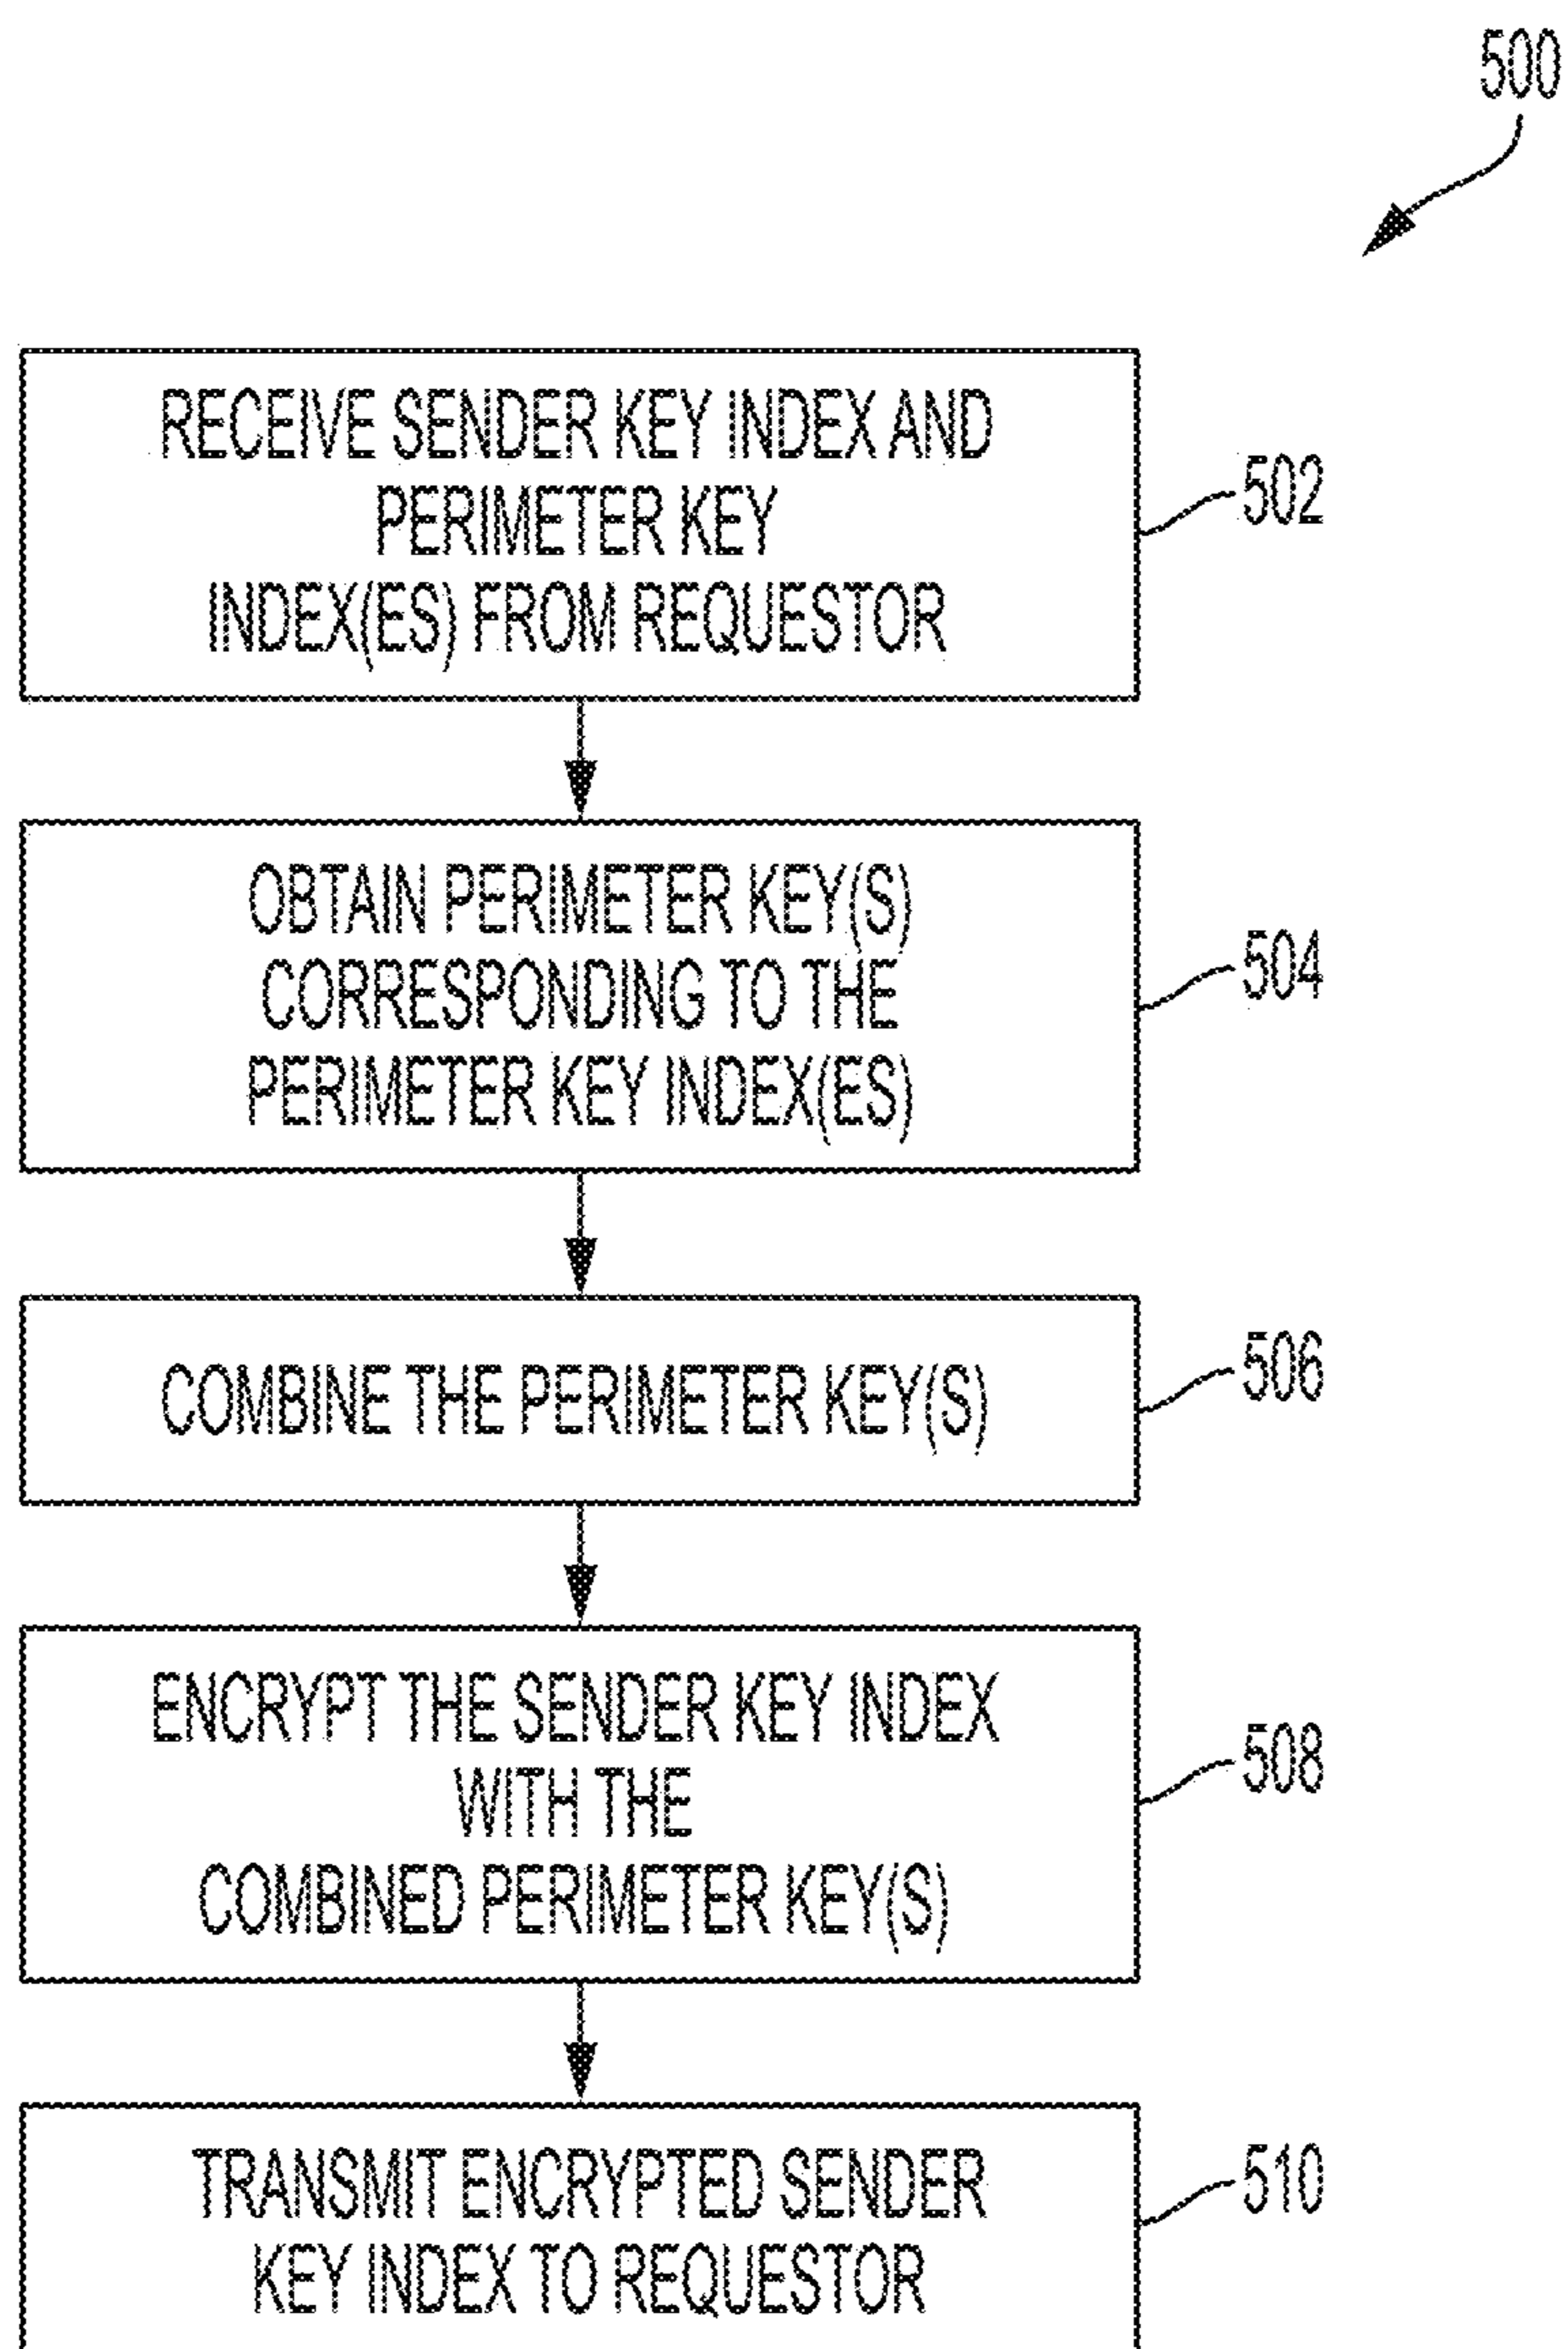 500
RECEIVE SENDER KEY INDEX AND
PERIMETER KEY
INDEX(ES) FROM REQUESTOR
502
OBTAIN PERIMETER KEY(S)
CORRESPONDING TO THE
PERIMETER KEY INDEX(ES)
504
COMBINE THE PERIMETER KEY(S)
506
ENCRYPT THE SENDER KEY INDEX
WITH THE
COMBINED PERIMETER KEY(S)
508
TRANSMIT ENCRYPTED SENDER
KEY INDEX TO REQUESTOR
510